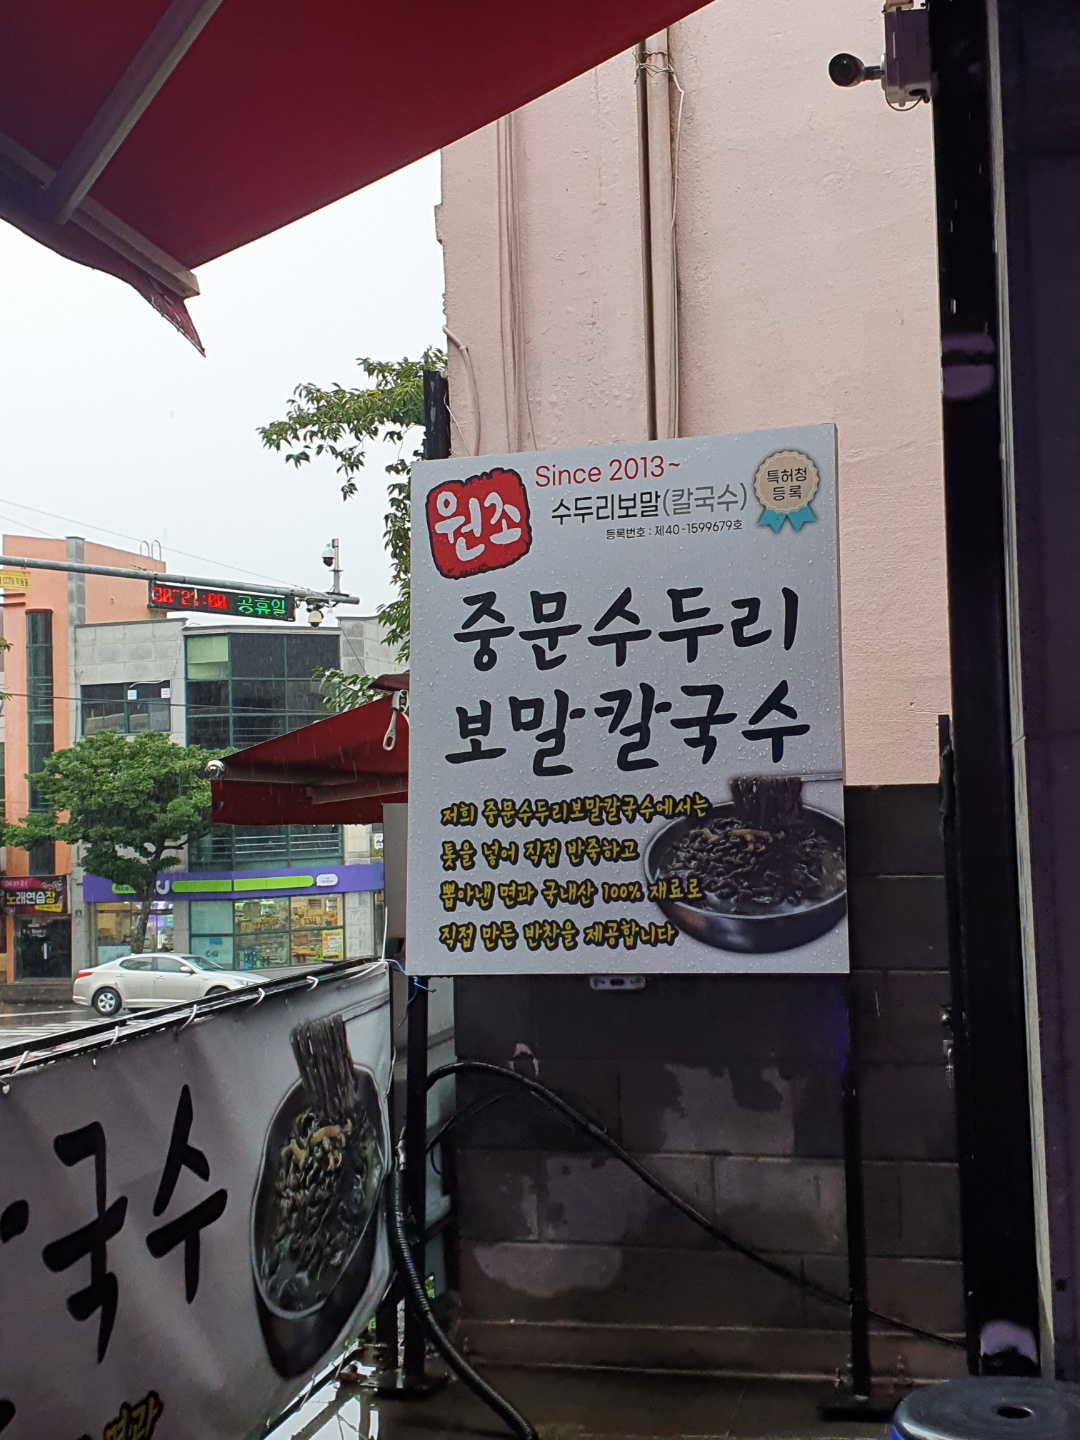 원조
Since 2013~
수두리보말(칼국수)
등록번호 : 제40-1599679호
특허청
등록
중문수두리
보말칼국수
저희 중문수두리보말칼국수에서는
톳을 넣어 직접 반죽하고
뽑아낸 면과 국내산 100% 재료로
직접 만든 반찬을 제공합니다
공휴일
노래연습장
CU
국수
면과